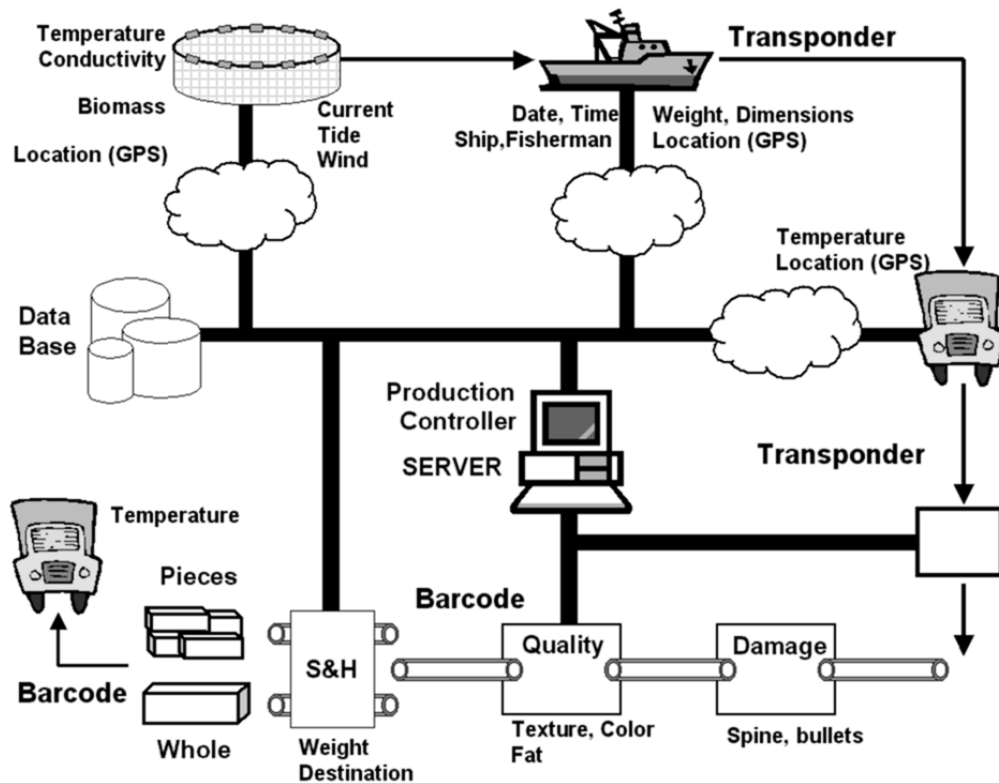 Temperature
Conductivity
Biomass
Current
Tide
Wind
Location (GPS)
Transponder
Date, Time
Ship,Fisherman
Weight, Dimensions
Location (GPS)
Temperature
Location (GPS)
Data
Base
Production
Controller
SERVER
Transponder
Temperature
Pieces
Barcode
Whole
S&H
Weight
Destination
Barcode
Quality
Texture, Color
Fat
Damage
Spine, bullets